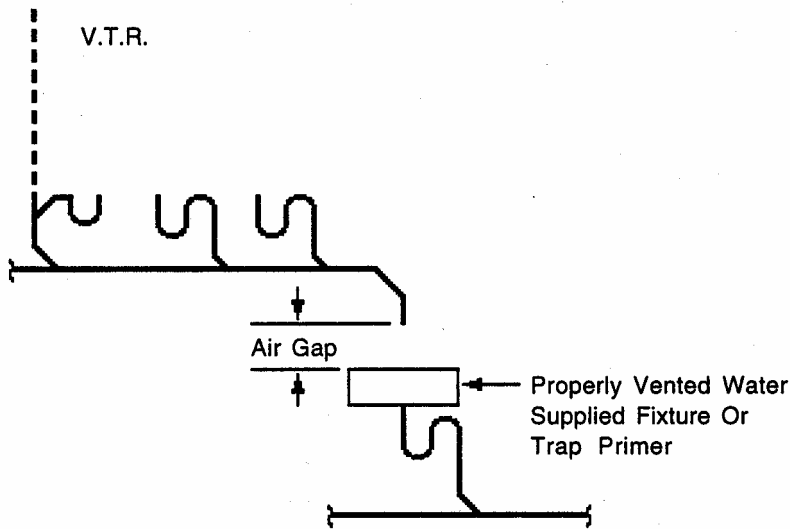 V.T.R.
Air Gap
Properly Vented Water
Supplied Fixture Or
Trap Primer